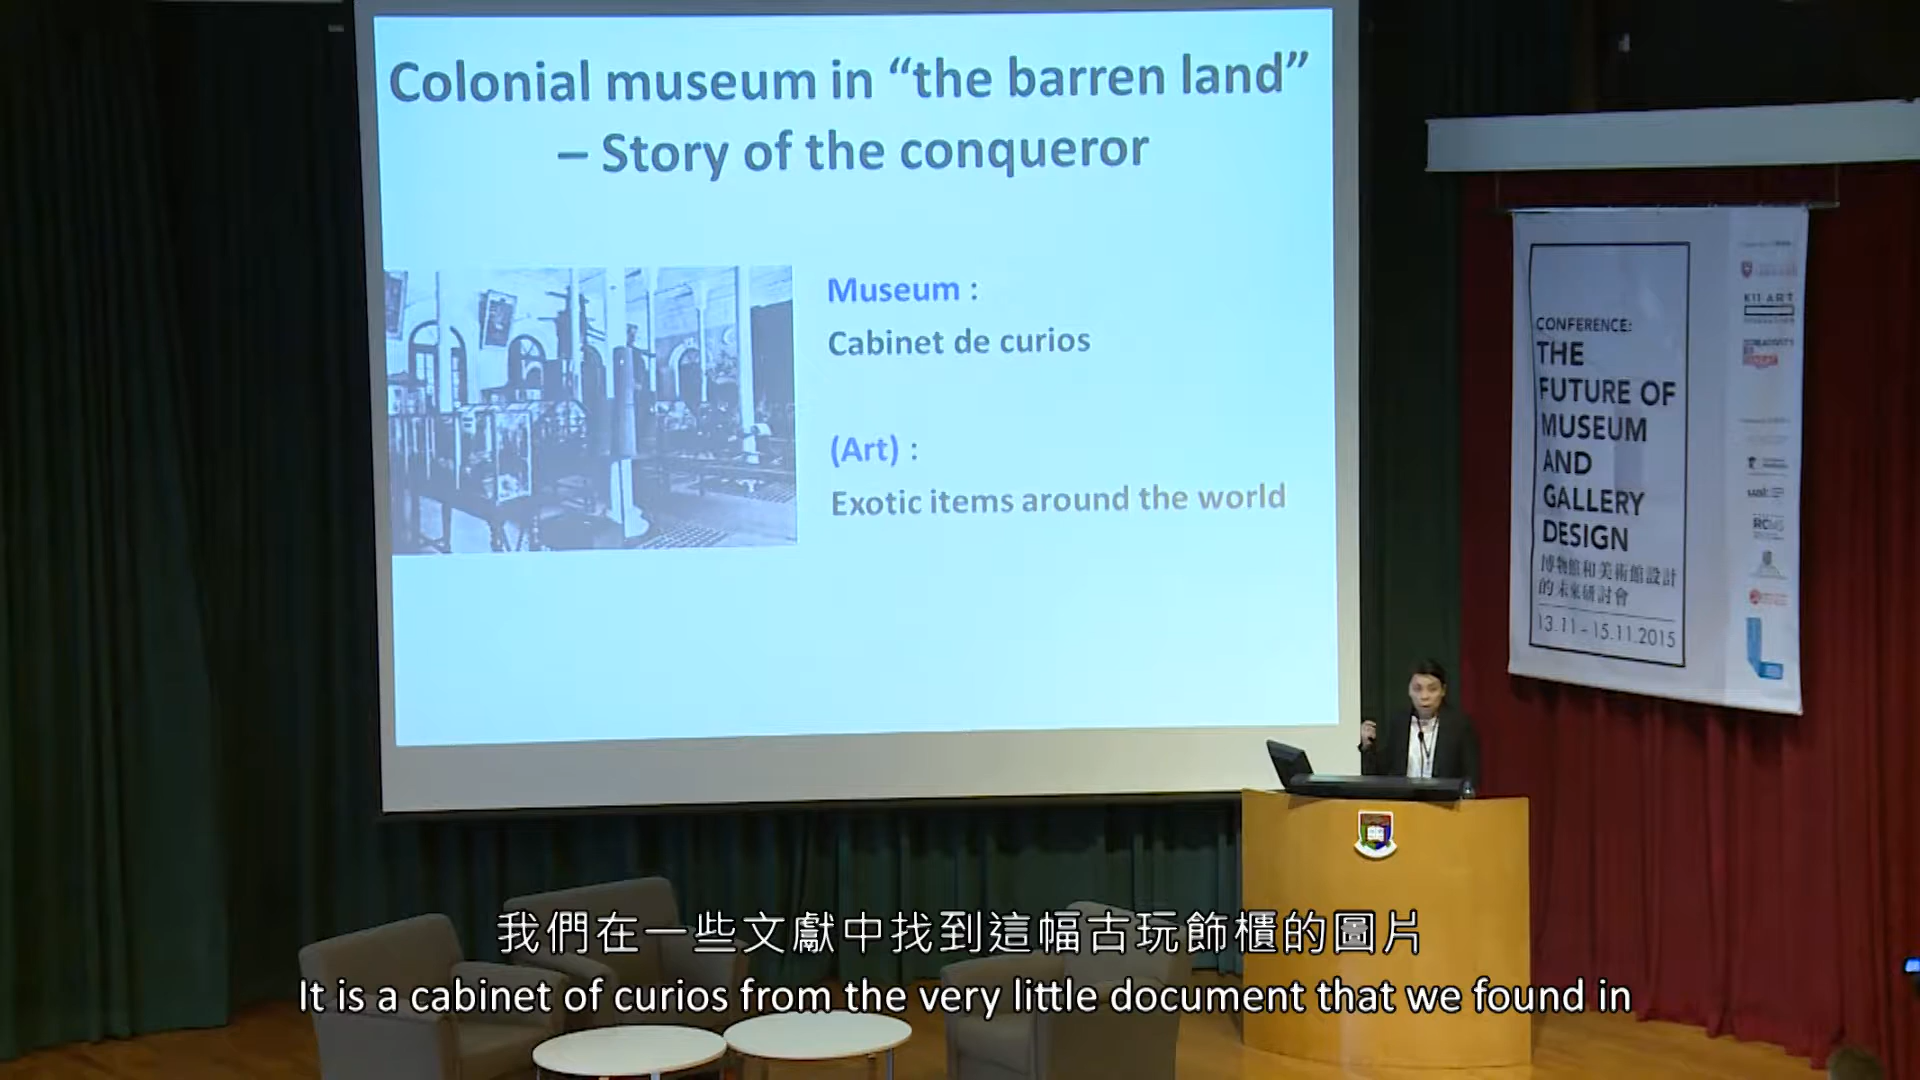 Colonial museum in “the barren land”
– Story of the conqueror
Museum :
Cabinet de curios
(Art) :
Exotic items around the world
CONFERENCE:
THE
FUTURE OF
MUSEUM
AND
GALLERY
DESIGN
博物館和美術館設計
的未來研討會
13.11 – 15.11.2015
K11 ART
我們在一些文獻中找到這幅古玩飾櫃的圖片
It is a cabinet of curios from the very little document that we found in